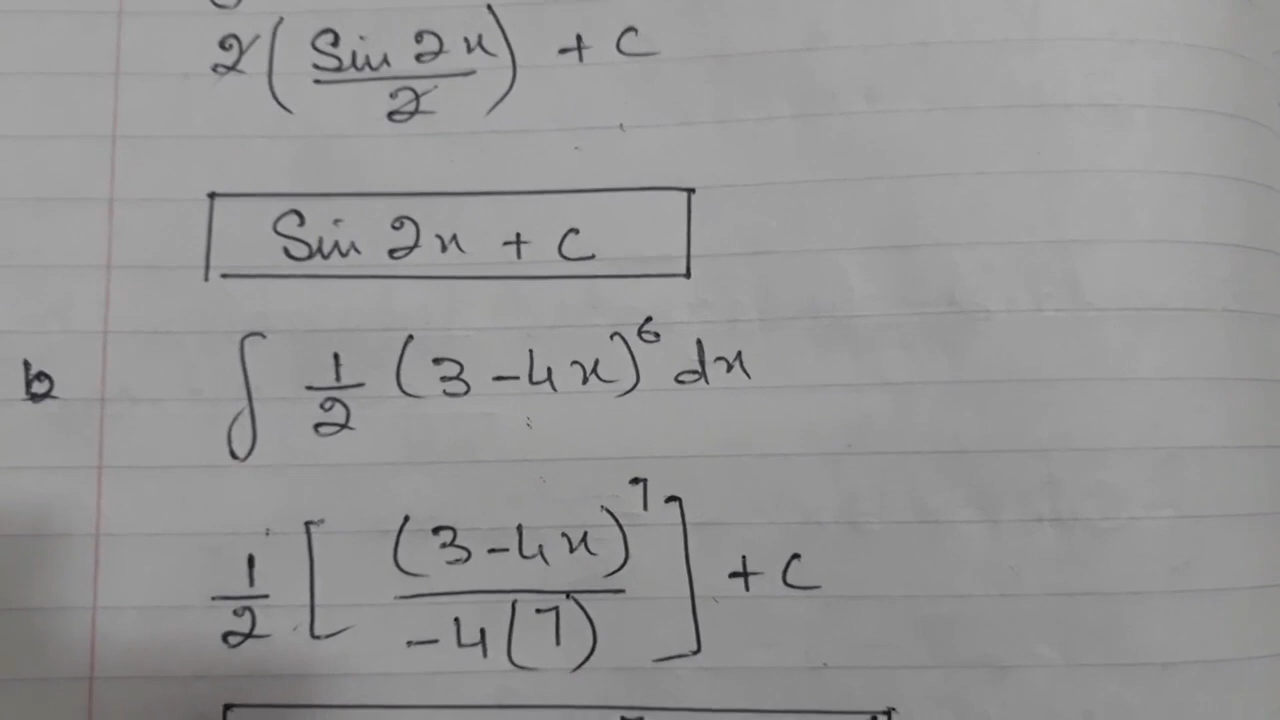 2(Sin 2x/2) + C
Sin 2x + C
b ∫ 1/2 (3-4x)⁶ dx
1/2 [(3-4x)⁷/-4(7)] + C